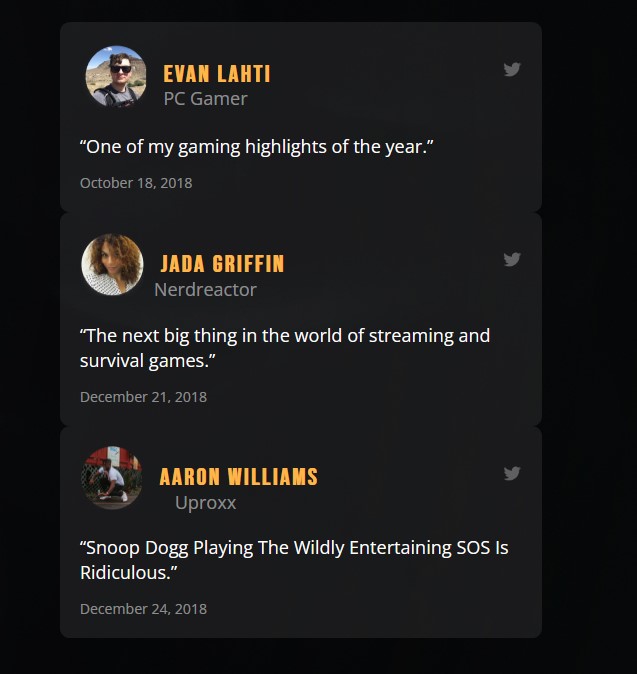 EVAN LAHTI
PC Gamer
“One of my gaming highlights of the year.”
October 18, 2018
JADA GRIFFIN
Nerdreactor
“The next big thing in the world of streaming and
survival games.”
December 21, 2018
AARON WILLIAMS
Uproxx
“Snoop Dogg Playing The Wildly Entertaining SOS Is
Ridiculous.”
December 24, 2018